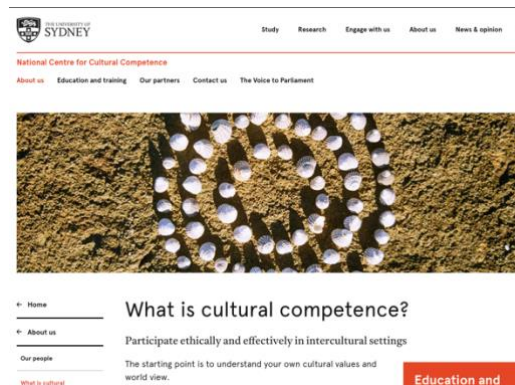 THE UNIVERSITY OF
SYDNEY
Study Research Engage with us About us News & opinion
National Centre for Cultural Competence
About us Education and training Our partners Contact us The Voice to Parliament
← Home
What is cultural competence?
← About us
Participate ethically and effectively in intercultural settings
Our people
The starting point is to understand your own cultural values and
world view.
What is cultural
Education and